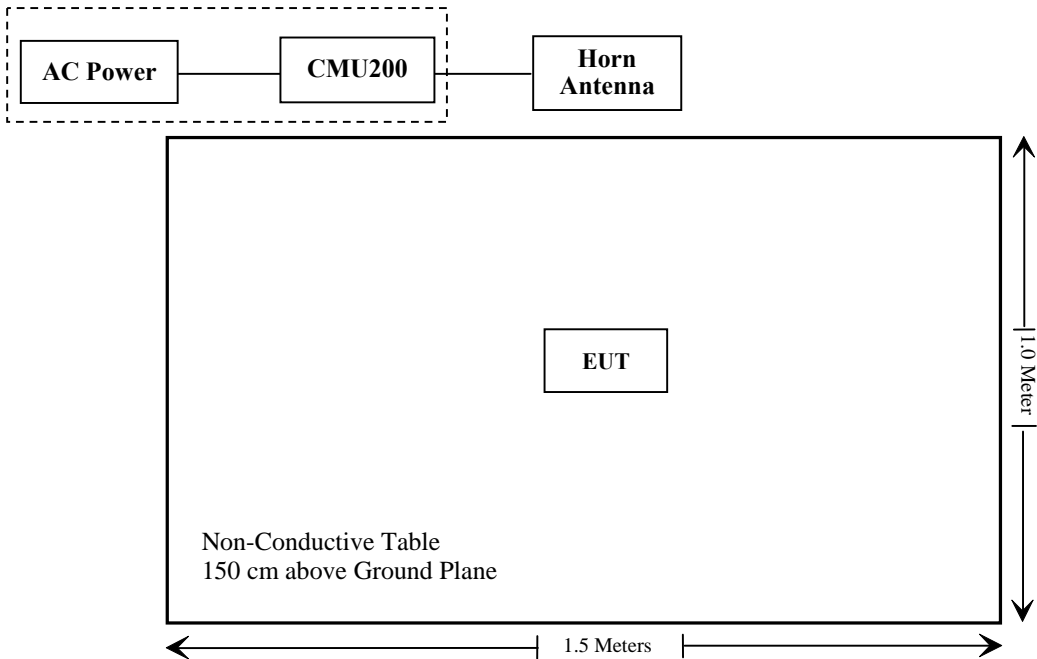 AC Power
CMU200
Horn
Antenna
EUT
1.0 Meter
Non-Conductive Table
150 cm above Ground Plane
1.5 Meters